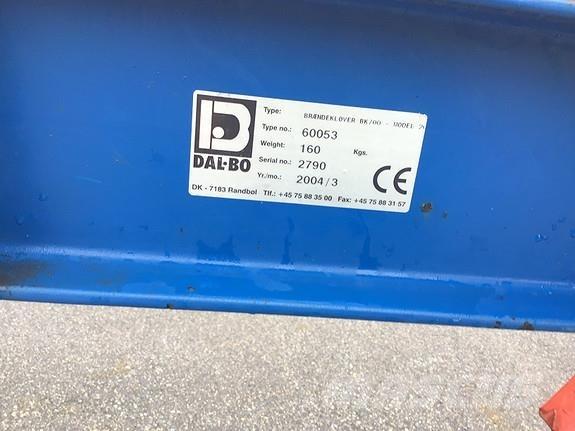 Type: BRÆNDEKLØVER BK/00 - MODEL
Type no.: 60053
Weight: 160 Kgs.
Serial no.: 2790
Yr./mo.: 2004/3
DAL-BO
CE
DK - 7183 Randbøl Tlf.: +45 75 88 35 00 Fax: +45 75 88 31 57